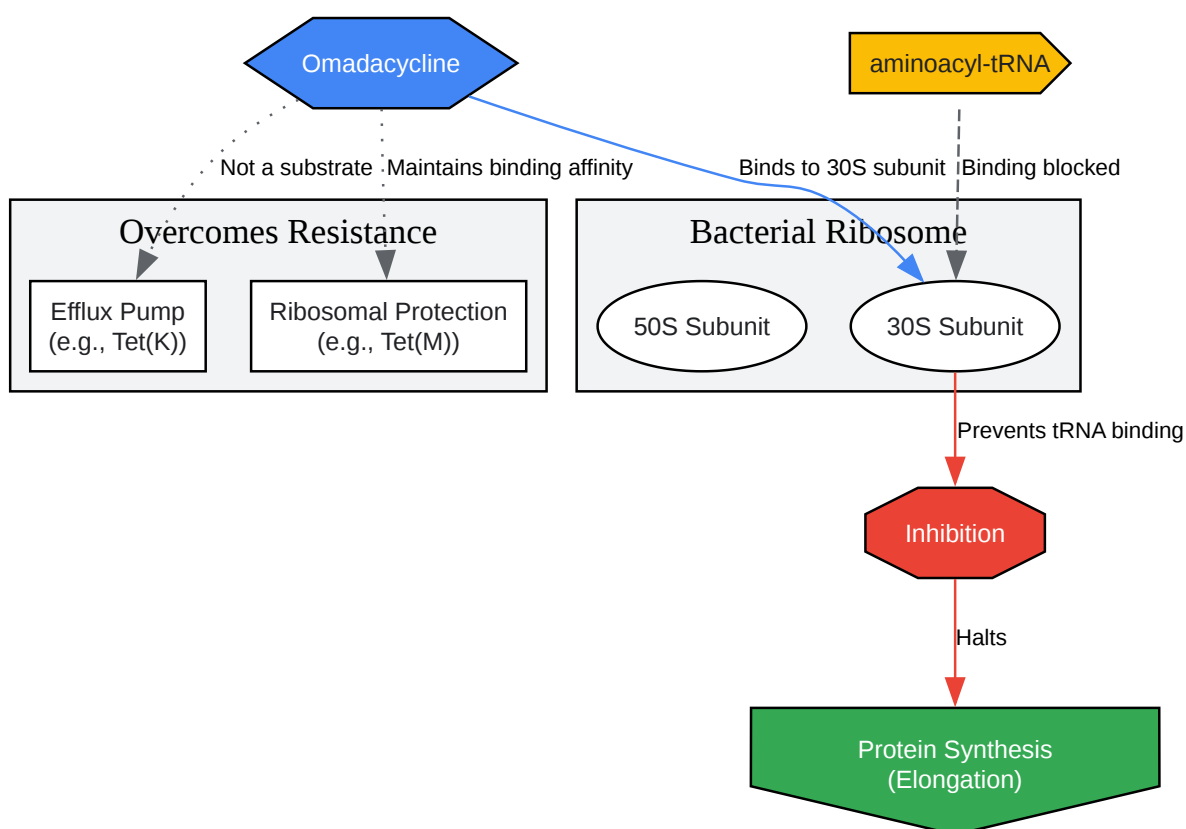 Omadacycline
aminoacyl-tRNA
Not a substrate
Maintains binding affinity
Binds to 30S subunit
Binding blocked
Overcomes Resistance
Bacterial Ribosome
Efflux Pump
(e.g., Tet(K))
Ribosomal Protection
(e.g., Tet(M))
50S Subunit
30S Subunit
Prevents tRNA binding
Inhibition
Halts
Protein Synthesis
(Elongation)